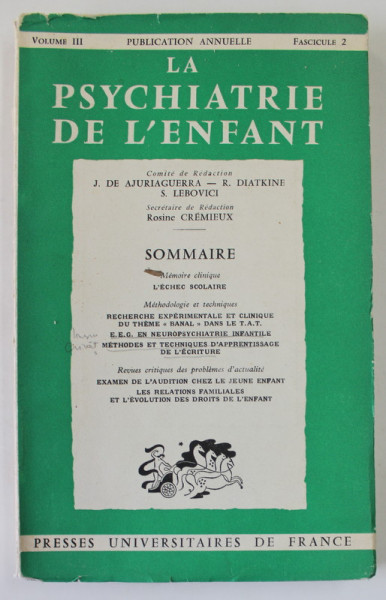 VOLUME III PUBLICATION ANNUELLE FASCICULE 2
LA
PSYCHIATRIE
DE L'ENFANT
Comité de Rédaction
J. DE AJURIAGUERRA — R. DIATKINE
S. LEBOVICI
Secrétaire de Rédaction
Rosine CRÉMIEUX
SOMMAIRE
Mémoire clinique
L'ÉCHEC SCOLAIRE
Méthodologie et techniques
RECHERCHE EXPÉRIMENTALE ET CLINIQUE
DU THÈME « BANAL » DANS LE T.A.T.
E.E.G. EN NEUROPSYCHIATRIE INFANTILE
MÉTHODES ET TECHNIQUES D'APPRENTISSAGE
DE L'ÉCRITURE
Revues critiques des problèmes d'actualité
EXAMEN DE L'AUDITION CHEZ LE JEUNE ENFANT
LES RELATIONS FAMILIALES
ET L'ÉVOLUTION DES DROITS DE L'ENFANT
PRESSES UNIVERSITAIRES DE FRANCE